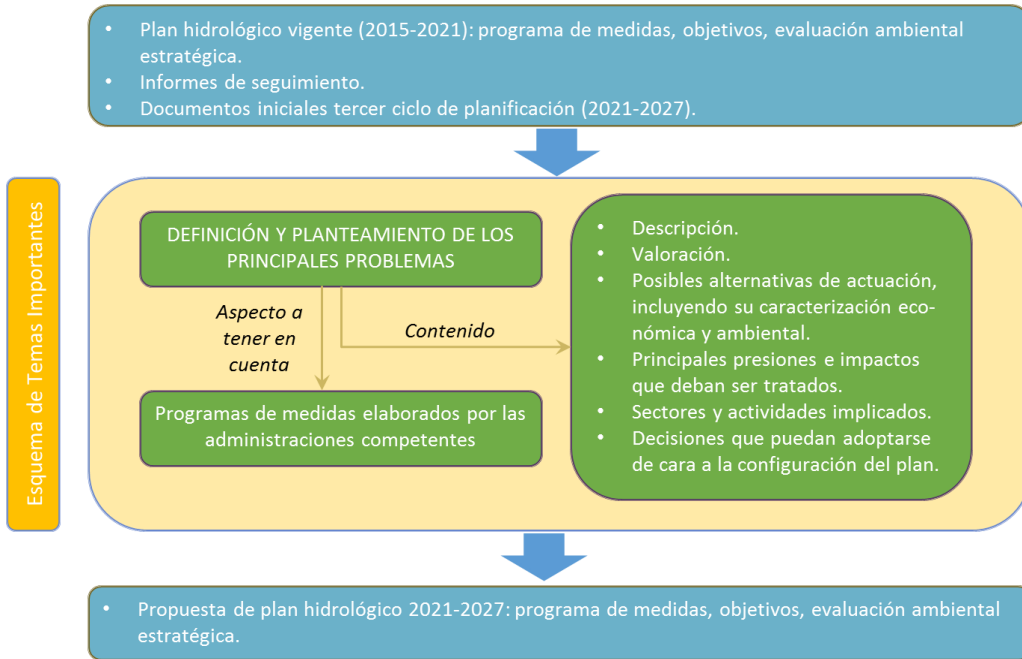 • Plan hidrológico vigente (2015-2021): programa de medidas, objetivos, evaluación ambiental
estratégica.
• Informes de seguimiento.
• Documentos iniciales tercer ciclo de planificación (2021-2027).
Esquema de Temas Importantes
DEFINICIÓN Y PLANTEAMIENTO DE LOS
PRINCIPALES PROBLEMAS
Aspecto a
tener en
cuenta
Contenido
Programas de medidas elaborados por las
administraciones competentes
• Descripción.
• Valoración.
• Posibles alternativas de actuación,
incluyendo su caracterización eco-
nómica y ambiental.
• Principales presiones e impactos
que deban ser tratados.
• Sectores y actividades implicados.
• Decisiones que puedan adoptarse
de cara a la configuración del plan.
• Propuesta de plan hidrológico 2021-2027: programa de medidas, objetivos, evaluación ambiental
estratégica.